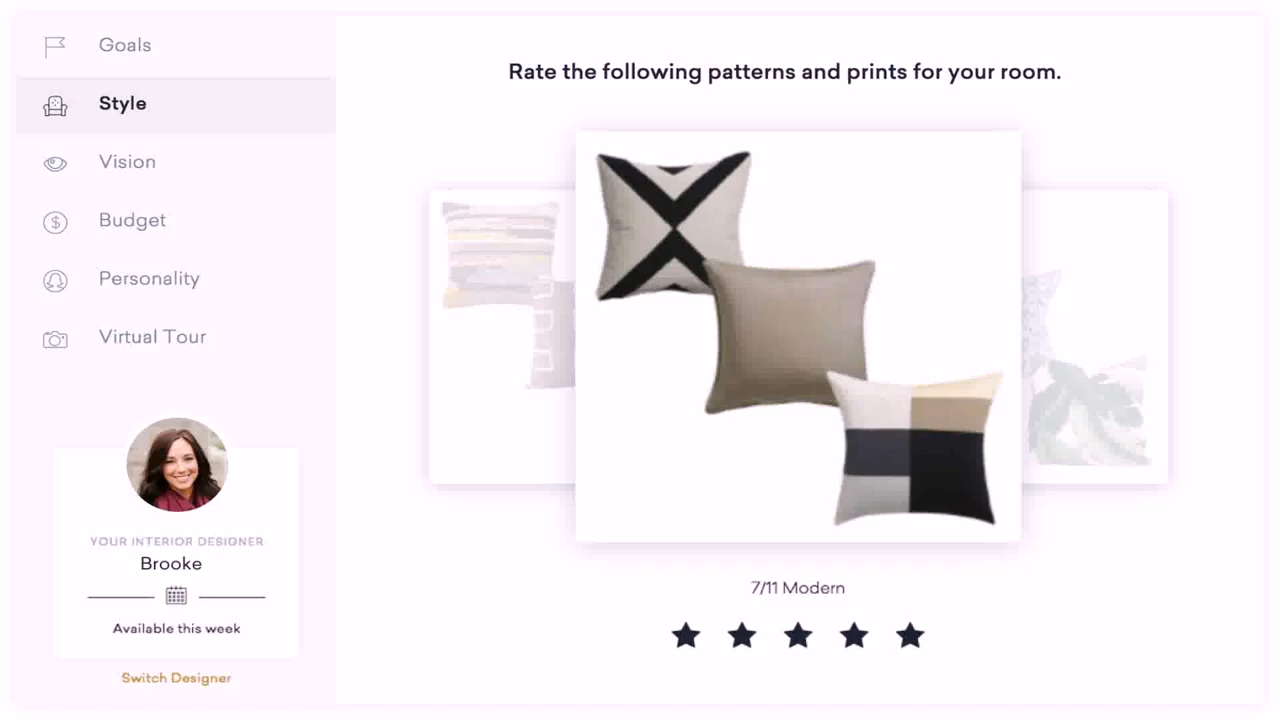 Goals
Style
Vision
Budget
Personality
Virtual Tour
YOUR INTERIOR DESIGNER
Brooke
Available this week
Switch Designer
Rate the following patterns and prints for your room.
7/11 Modern